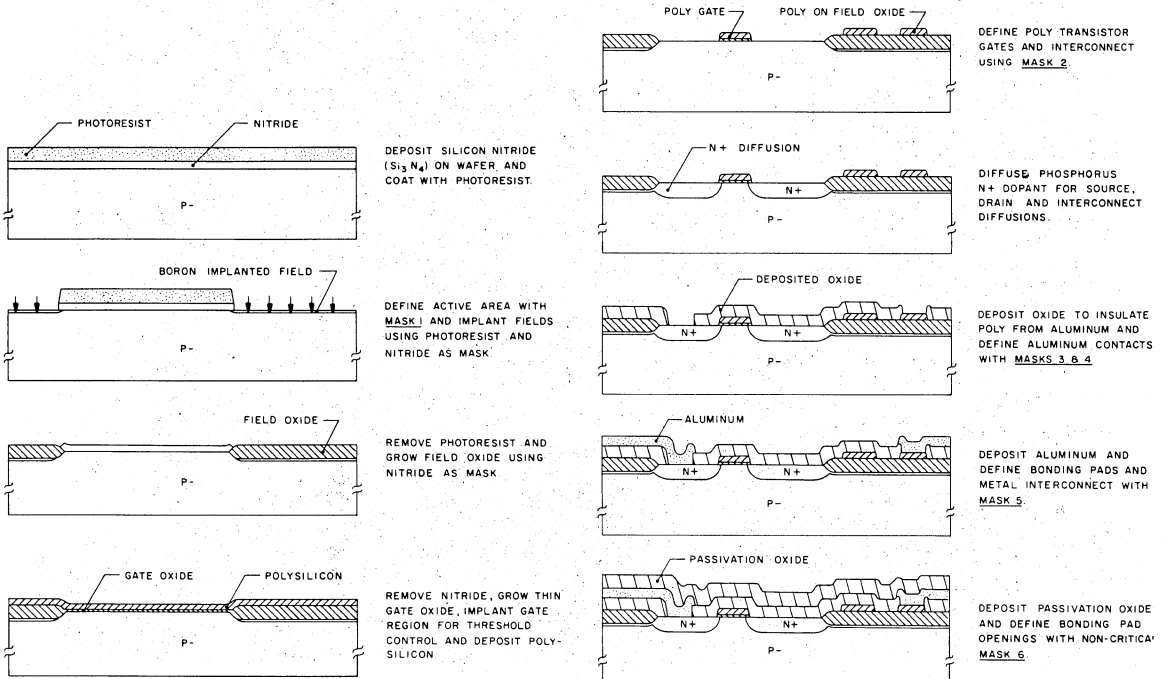 PHOTORESIST
NITRIDE
P-
DEPOSIT SILICON NITRIDE
(Si3 N4) ON WAFER AND
COAT WITH PHOTORESIST.
BORON IMPLANTED FIELD
P-
DEFINE ACTIVE AREA WITH
MASK 1 AND IMPLANT FIELDS
USING PHOTORESIST AND
NITRIDE AS MASK
FIELD OXIDE
P-
REMOVE PHOTORESIST AND
GROW FIELD OXIDE USING
NITRIDE AS MASK
GATE OXIDE
POLYSILICON
P-
REMOVE NITRIDE, GROW THIN
GATE OXIDE, IMPLANT GATE
REGION FOR THRESHOLD
CONTROL AND DEPOSIT POLY-
SILICON.
POLY GATE
POLY ON FIELD OXIDE
P-
DEFINE POLY TRANSISTOR
GATES AND INTERCONNECT
USING MASK 2.
N+ DIFFUSION
N+
P-
DIFFUSE PHOSPHORUS
N+ DOPANT FOR SOURCE,
DRAIN AND INTERCONNECT
DIFFUSIONS.
DEPOSITED OXIDE
N+ N+
P-
DEPOSIT OXIDE TO INSULATE
POLY FROM ALUMINUM AND
DEFINE ALUMINUM CONTACTS
WITH MASKS 3 & 4
ALUMINUM
N+ N+
P-
DEPOSIT ALUMINUM AND
DEFINE BONDING PADS AND
METAL INTERCONNECT WITH
MASK 5.
PASSIVATION OXIDE
N+ N+
P-
DEPOSIT PASSIVATION OXIDE
AND DEFINE BONDING PAD
OPENINGS WITH NON-CRITICA
MASK 6.